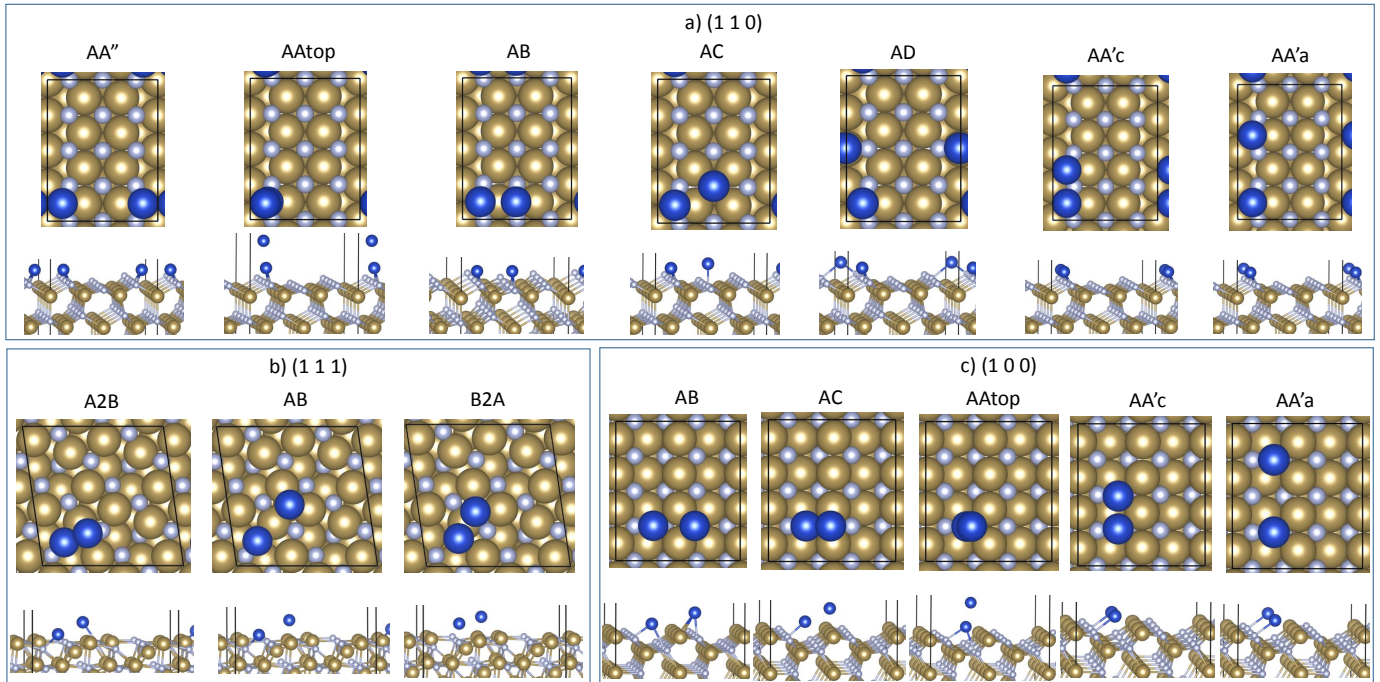 a) (1 1 0)
AA” AAtop AB AC AD AA’c AA’a
b) (1 1 1)
A2B AB B2A
c) (1 0 0)
AB AC AAtop AA’c AA’a